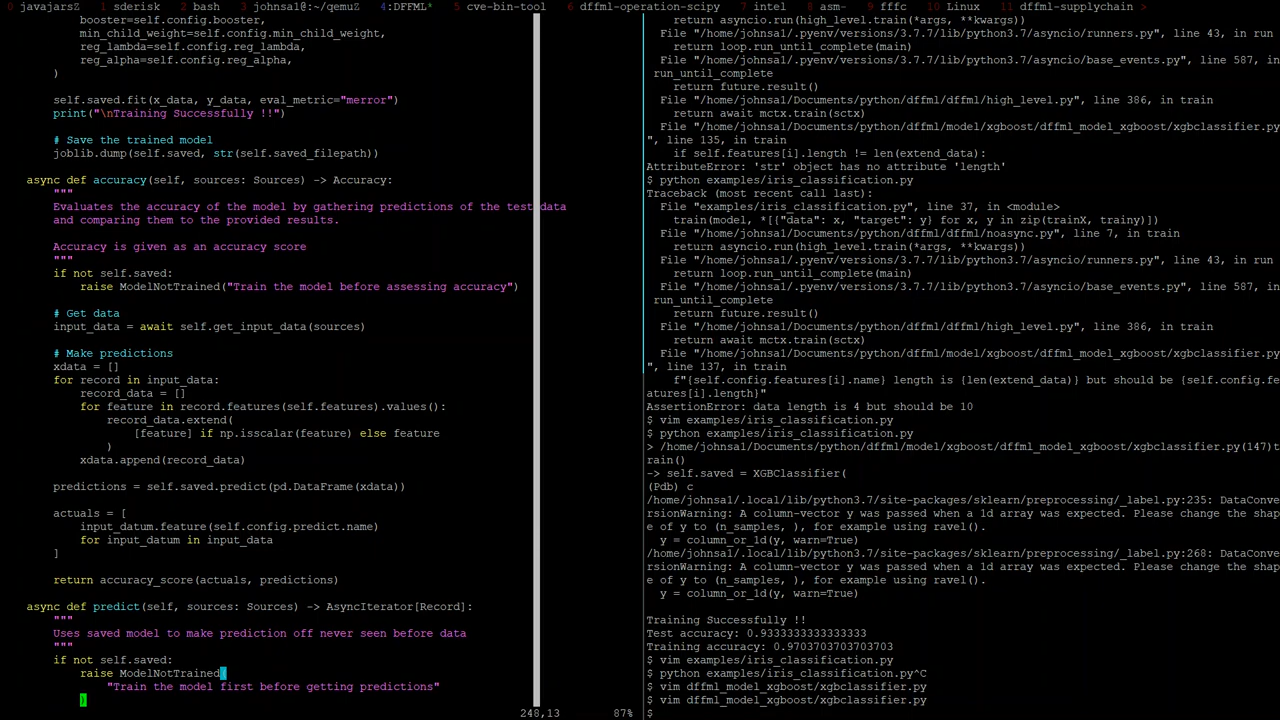 0 javajarsZ  1 sderisk  2 bash  3 johnsal@:~/qemuZ  4:DFFML*  5 cve-bin-tool  6 dffml-operation-scipy  7 intel  8 asm-  9 fffc  10 Linux  11 dffml-supplychain >
booster=self.config.booster,
min_child_weight=self.config.min_child_weight,
reg_lambda=self.config.reg_lambda,
reg_alpha=self.config.reg_alpha,
)
self.saved.fit(x_data, y_data, eval_metric="merror")
print("\nTraining Successfully !!")
# Save the trained model
joblib.dump(self.saved, str(self.saved_filepath))
async def accuracy(self, sources: Sources) -> Accuracy:
"""
Evaluates the accuracy of the model by gathering predictions of the test data
and comparing them to the provided results.
Accuracy is given as an accuracy score
"""
if not self.saved:
raise ModelNotTrained("Train the model before assessing accuracy")
# Get data
input_data = await self.get_input_data(sources)
# Make predictions
xdata = []
for record in input_data:
record_data = []
for feature in record.features(self.features).values():
record_data.extend(
[feature] if np.isscalar(feature) else feature
)
xdata.append(record_data)
predictions = self.saved.predict(pd.DataFrame(xdata))
actuals = [
input_datum.feature(self.config.predict.name)
for input_datum in input_data
]
return accuracy_score(actuals, predictions)
async def predict(self, sources: Sources) -> AsyncIterator[Record]:
"""
Uses saved model to make prediction off never seen before data
"""
if not self.saved:
raise ModelNotTrained(
"Train the model first before getting predictions"
)
248,13  87%
return asyncio.run(high_level.train(*args, **kwargs))
File "/home/johnsa1/.pyenv/versions/3.7.7/lib/python3.7/asyncio/runners.py", line 43, in run
return loop.run_until_complete(main)
File "/home/johnsa1/.pyenv/versions/3.7.7/lib/python3.7/asyncio/base_events.py", line 587, in
run_until_complete
return future.result()
File "/home/johnsa1/Documents/python/dffml/dffml/high_level.py", line 386, in train
return await mctx.train(sctx)
File "/home/johnsa1/Documents/python/dffml/model/xgboost/dffml_model_xgboost/xgbclassifier.py
", line 135, in train
if self.features[i].length != len(extend_data):
AttributeError: 'str' object has no attribute 'length'
$ python examples/iris_classification.py
Traceback (most recent call last):
File "examples/iris_classification.py", line 37, in <module>
train(model, *[{"data": x, "target": y} for x, y in zip(trainX, trainy)])
File "/home/johnsa1/Documents/python/dffml/dffml/noasync.py", line 7, in train
return asyncio.run(high_level.train(*args, **kwargs))
File "/home/johnsa1/.pyenv/versions/3.7.7/lib/python3.7/asyncio/runners.py", line 43, in run
return loop.run_until_complete(main)
File "/home/johnsa1/.pyenv/versions/3.7.7/lib/python3.7/asyncio/base_events.py", line 587, in
run_until_complete
return future.result()
File "/home/johnsa1/Documents/python/dffml/dffml/high_level.py", line 386, in train
return await mctx.train(sctx)
File "/home/johnsa1/Documents/python/dffml/model/xgboost/dffml_model_xgboost/xgbclassifier.py
", line 137, in train
f"{self.config.features[i].name} length is {len(extend_data)} but should be {self.config.fe
atures[i].length}"
AssertionError: data length is 4 but should be 10
$ vim examples/iris_classification.py
$ python examples/iris_classification.py
> /home/johnsa1/Documents/python/dffml/model/xgboost/dffml_model_xgboost/xgbclassifier.py(147)t
rain()
-> self.saved = XGBClassifier(
(Pdb) c
/home/johnsa1/.local/lib/python3.7/site-packages/sklearn/preprocessing/_label.py:235: DataConve
rsionWarning: A column-vector y was passed when a 1d array was expected. Please change the shap
e of y to (n_samples, ), for example using ravel().
y = column_or_1d(y, warn=True)
/home/johnsa1/.local/lib/python3.7/site-packages/sklearn/preprocessing/_label.py:268: DataConve
rsionWarning: A column-vector y was passed when a 1d array was expected. Please change the shap
e of y to (n_samples, ), for example using ravel().
y = column_or_1d(y, warn=True)
Training Successfully !!
Test accuracy: 0.9333333333333333
Training accuracy: 0.9703703703703703
$ vim examples/iris_classification.py
$ python examples/iris_classification.py^C
$ vim dffml_model_xgboost/xgbclassifier.py
$ vim dffml_model_xgboost/xgbclassifier.py
$